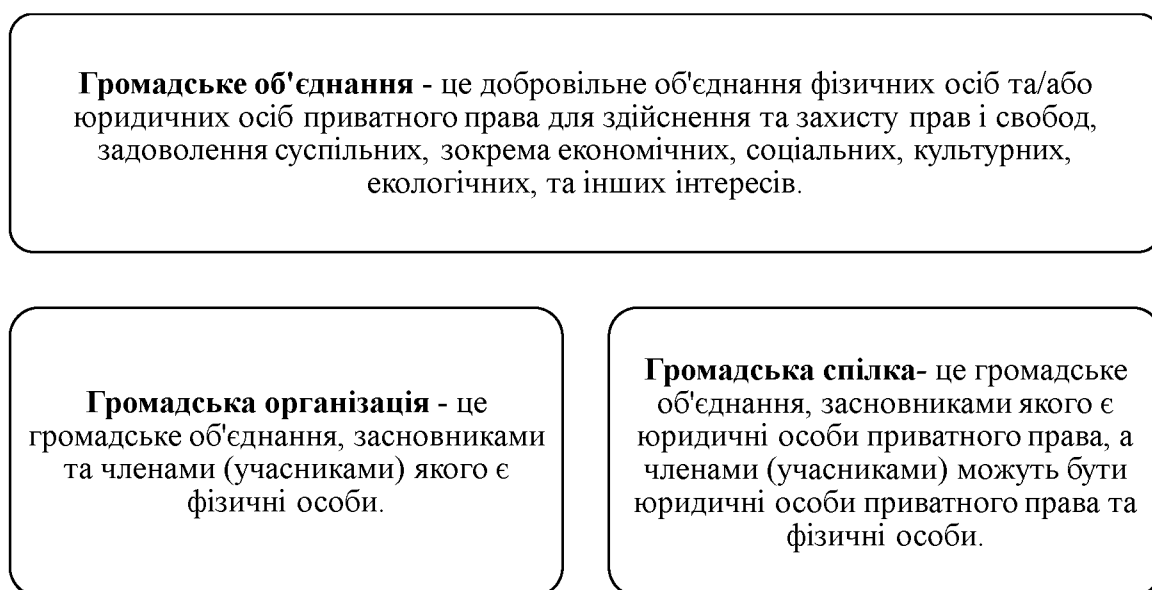 Громадське об'єднання - це добровільне об'єднання фізичних осіб та/або
юридичних осіб приватного права для здійснення та захисту прав і свобод,
задоволення суспільних, зокрема економічних, соціальних, культурних,
екологічних, та інших інтересів.
Громадська організація - це
громадське об'єднання, засновниками
та членами (учасниками) якого є
фізичні особи.
Громадська спілка- це громадське
об'єднання, засновниками якого є
юридичні особи приватного права, а
членами (учасниками) можуть бути
юридичні особи приватного права та
фізичні особи.